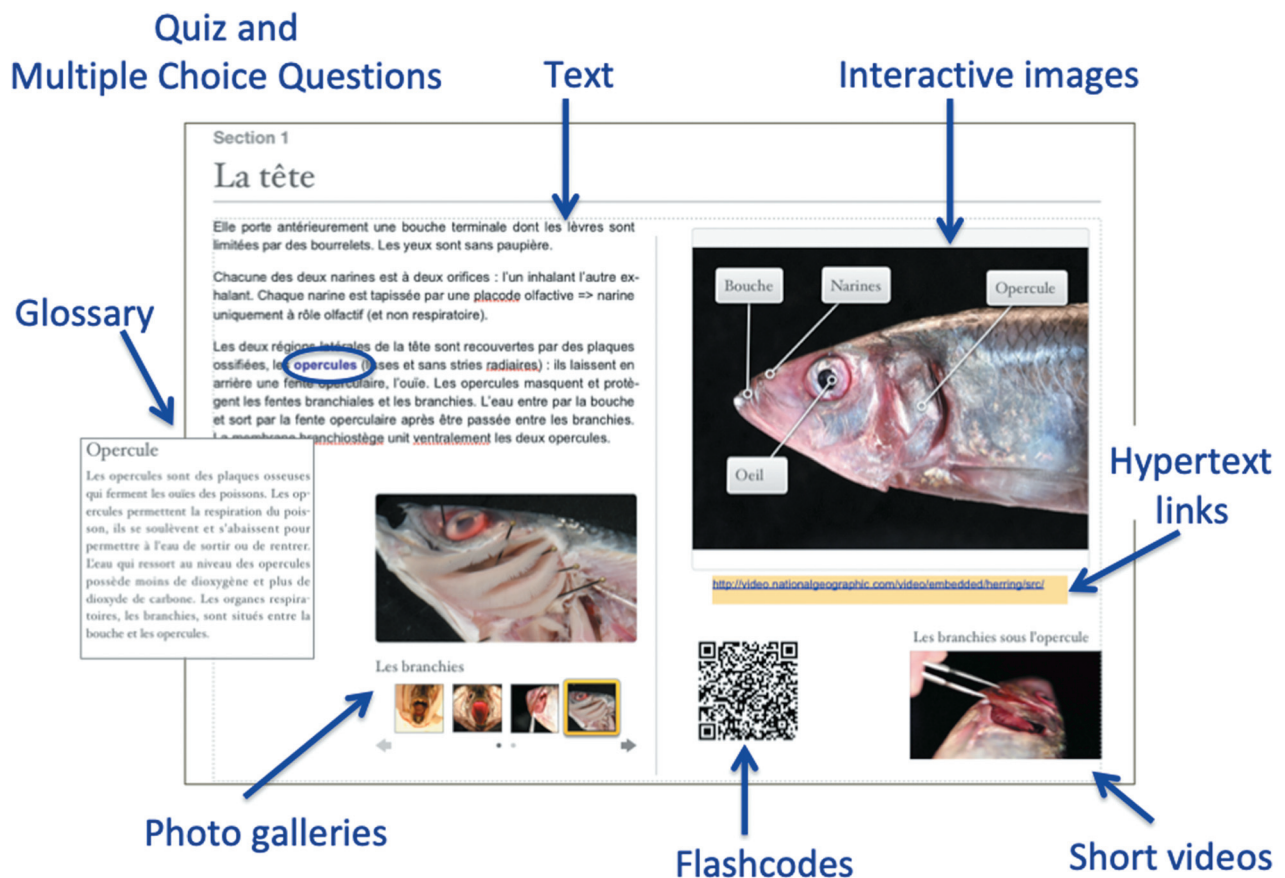 Quiz and
Multiple Choice Questions
Text
Interactive images
Section 1
La tête
Elle porte antérieurement une bouche terminale dont les lèvres sont
limitées par des bourrelets. Les yeux sont sans paupière.
Chacune des deux narines est à deux orifices : l'un inhalant l'autre ex-
halant. Chaque narine est tapissée par une placode olfactive => narine
uniquement à rôle olfactif (et non respiratoire).
Les deux régions latérales de la tête sont recouvertes par des plaques
ossifiées, les opercules (lisses et sans stries radiaires) : ils laissent en
arrière une fente operculaire, l'ouïe. Les opercules masquent et protè-
gent les fentes branchiales et les branchies. L'eau entre par la bouche
et sort par la fente operculaire après être passée entre les branchies.
La membrane branchiostège unit ventralement les deux opercules.
Glossary
Opercule
Les opercules sont des plaques osseuses
qui ferment les ouïes des poissons. Les op-
ercules permettent la respiration du pois-
son, ils se soulèvent et s'abaissent pour
permettre à l'eau de sortir ou de rentrer.
L'eau qui ressort au niveau des opercules
possède moins de dioxygène et plus de
dioxyde de carbone. Les organes respira-
toires, les branchies, sont situés entre la
bouche et les opercules.
Les branchies
Bouche
Narines
Opercule
Oeil
Hypertext
links
http://video.nationalgeographic.com/video/embedded/herring/src/
Les branchies sous l'opercule
Photo galleries
Flashcodes
Short videos